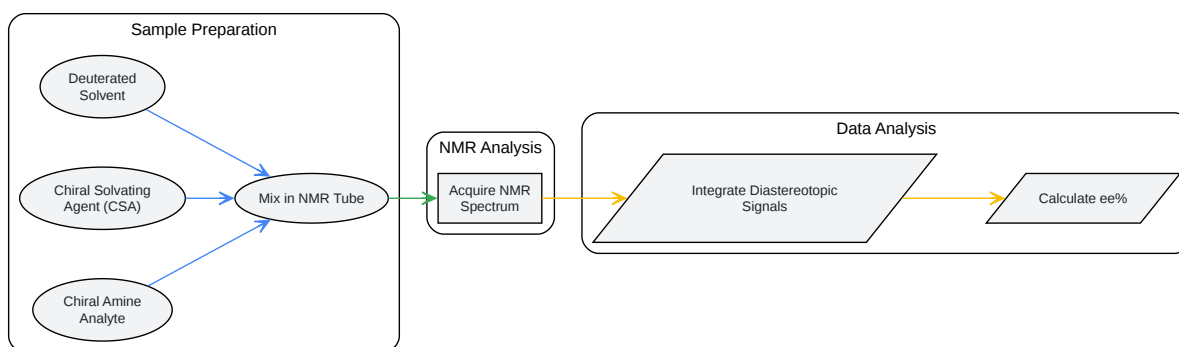 Sample Preparation
Deuterated
Solvent
Chiral Solvating
Agent (CSA)
Chiral Amine
Analyte
Mix in NMR Tube
NMR Analysis
Acquire NMR
Spectrum
Data Analysis
Integrate Diastereotopic
Signals
Calculate ee%